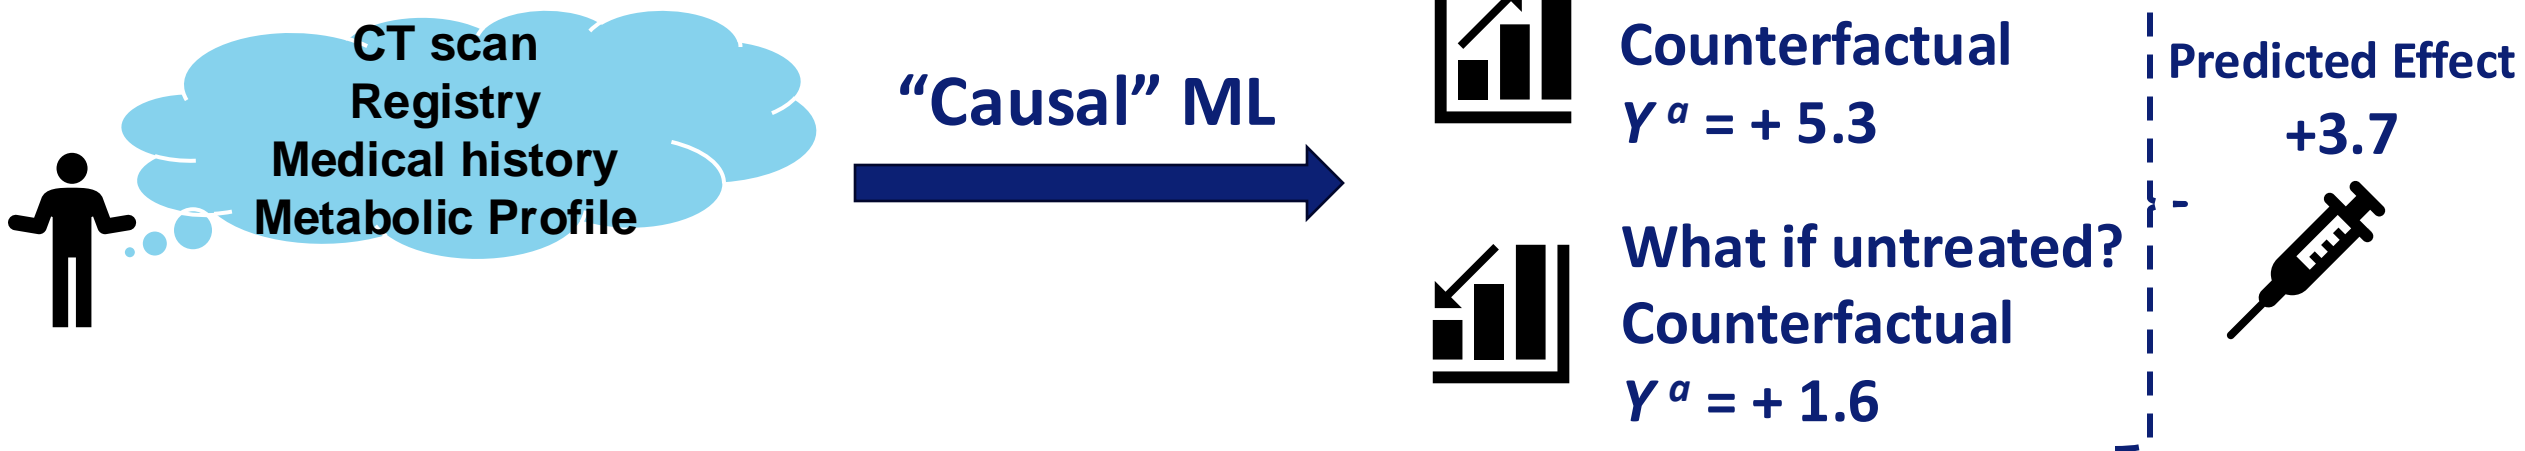 CT scan
Registry
Medical history
Metabolic Profile
“Causal” ML
Counterfactual
Y ᵃ = + 5.3
What if untreated?
Counterfactual
Y ᵃ = + 1.6
Predicted Effect
+3.7